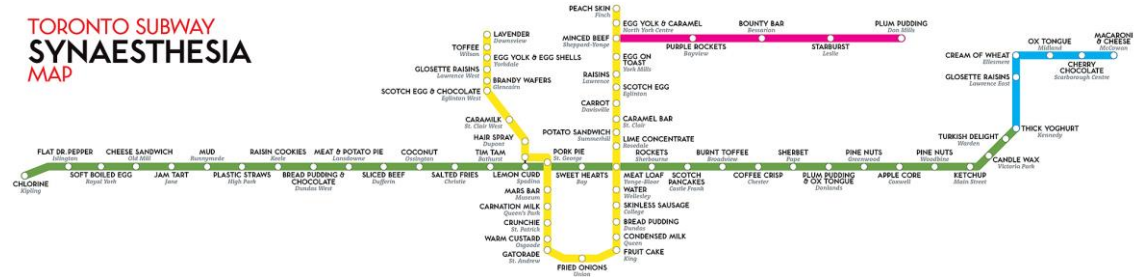 TORONTO SUBWAY
SYNAESTHESIA
MAP
LAVENDER
Downsview
TOFFEE
Wilson
EGG YOLK & EGG SHELLS
Yorkdale
GLOSETTE RAISINS
Lawrence West
BRANDY WAFERS
Glencairn
SCOTCH EGG & CHOCOLATE
Eglinton West
CARAMILK
St. Clair West
HAIR SPRAY
Dupont
TIM TAM
Bathurst
LEMON CURD
Spadina
PORK PIE
St. George
MARS BAR
Museum
CARNATION MILK
Queen's Park
CRUNCHIE
St. Patrick
WARM CUSTARD
Osgoode
GATORADE
St. Andrew
FRIED ONIONS
Union
FRUIT CAKE
King
CONDENSED MILK
Queen
BREAD PUDDING
Dundas
SKINLESS SAUSAGE
College
WATER
Wellesley
MEAT LOAF
Yonge-Bloor
LIME CONCENTRATE
Rosedale
POTATO SANDWICH
Summerhill
CARAMEL BAR
St. Clair
CARROT
Davisville
SCOTCH EGG
Eglinton
RAISINS
Lawrence
EGG ON
TOAST
York Mills
MINCED BEEF
Sheppard-Yonge
EGG YOLK & CARAMEL
North York Centre
PEACH SKIN
Finch
PURPLE ROCKETS
Bayview
BOUNTY BAR
Bessarion
STARBURST
Leslie
PLUM PUDDING
Don Mills
CHLORINE
Kipling
FLAT DR. PEPPER
Islington
SOFT BOILED EGG
Royal York
CHEESE SANDWICH
Old Mill
JAM TART
Jane
MUD
Runnymede
PLASTIC STRAWS
High Park
RAISIN COOKIES
Keele
BREAD PUDDING &
CHOCOLATE
Dundas West
MEAT & POTATO PIE
Lansdowne
SLICED BEEF
Dufferin
COCONUT
Ossington
SALTED FRIES
Christie
SWEET HEARTS
Bay
ROCKETS
Sherbourne
SCOTCH
PANCAKES
Castle Frank
BURNT TOFFEE
Broadview
COFFEE CRISP
Chester
SHERBET
Pape
PLUM PUDDING
& OX TONGUE
Donlands
PINE NUTS
Greenwood
APPLE CORE
Coxwell
PINE NUTS
Woodbine
KETCHUP
Main Street
CANDLE WAX
Victoria Park
TURKISH DELIGHT
Warden
THICK YOGHURT
Kennedy
GLOSETTE RAISINS
Lawrence East
CREAM OF WHEAT
Ellesmere
OX TONGUE
Midland
CHERRY
CHOCOLATE
Scarborough Centre
MACARONI
& CHEESE
McCowan